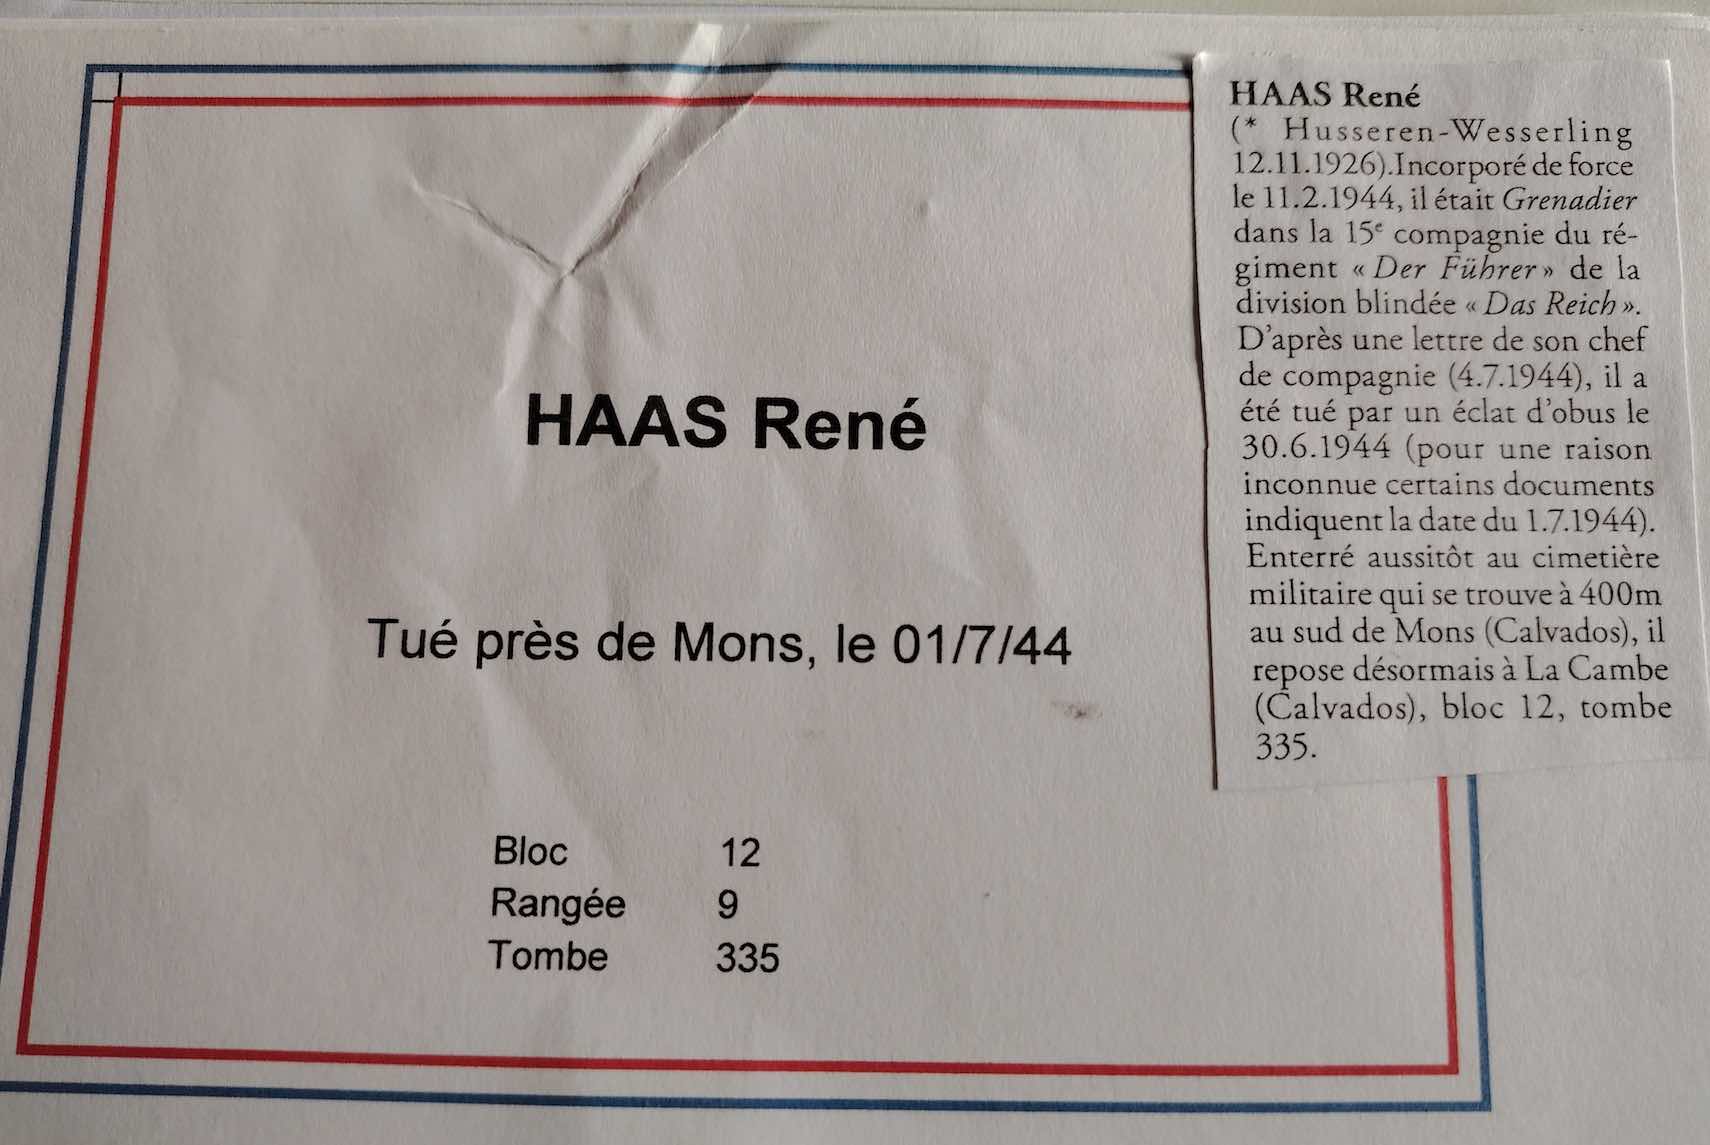 HAAS René
Tué près de Mons, le 01/7/44
Bloc 12
Rangée 9
Tombe 335
HAAS René
(* Husseren-Wesserling
12.11.1926).Incorporé de force
le 11.2.1944, il était Grenadier
dans la 15e compagnie du ré-
giment « Der Führer » de la
division blindée « Das Reich ».
D'après une lettre de son chef
de compagnie (4.7.1944), il a
été tué par un éclat d'obus le
30.6.1944 (pour une raison
inconnue certains documents
indiquent la date du 1.7.1944).
Enterré aussitôt au cimetière
militaire qui se trouve à 400m
au sud de Mons (Calvados), il
repose désormais à La Cambe
(Calvados), bloc 12, tombe
335.